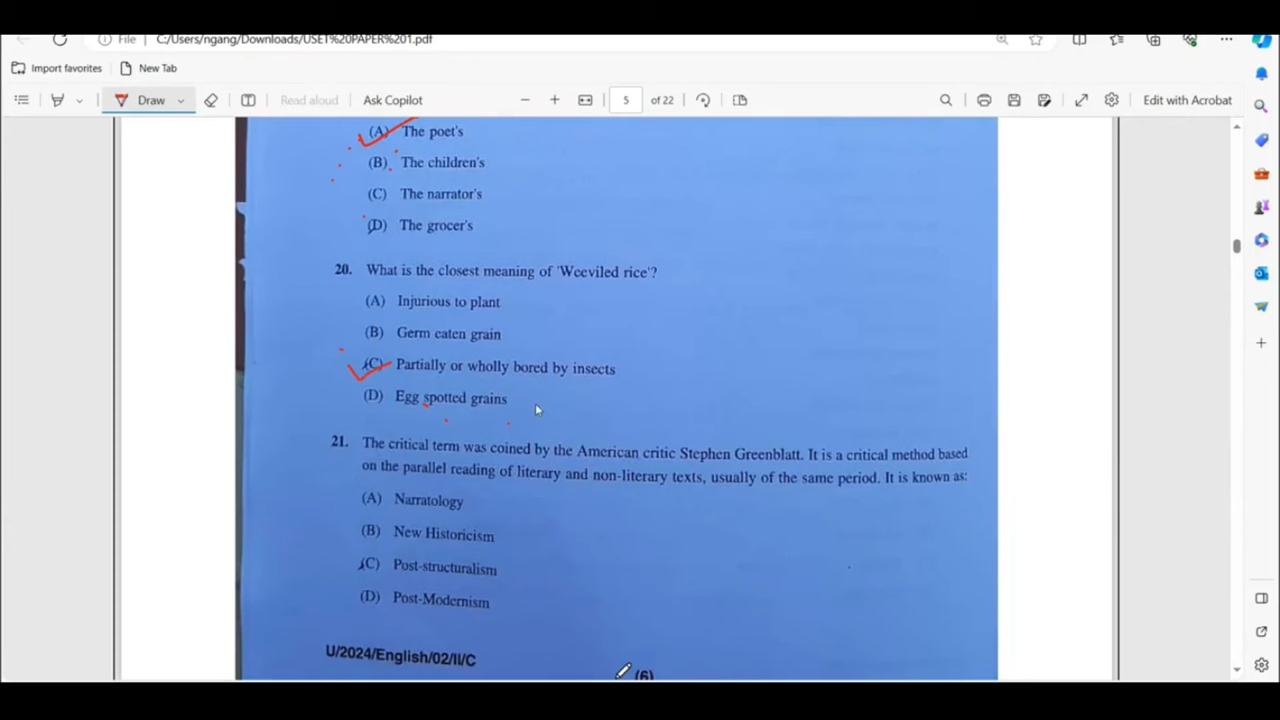 File
C:/Users/ngang/Downloads/USET%20PAPER%201.pdf
Import favorites New Tab
Draw Read aloud Ask Copilot 5 of 22 Edit with Acrobat
(A) The poet's
(B) The children's
(C) The narrator's
(D) The grocer's
20. What is the closest meaning of 'Weeviled rice'?
(A) Injurious to plant
(B) Germ eaten grain
(C) Partially or wholly bored by insects
(D) Egg spotted grains
21. The critical term was coined by the American critic Stephen Greenblatt. It is a critical method based
on the parallel reading of literary and non-literary texts, usually of the same period. It is known as:
(A) Narratology
(B) New Historicism
(C) Post-structuralism
(D) Post-Modernism
U/2024/English/02/II/C
(6)